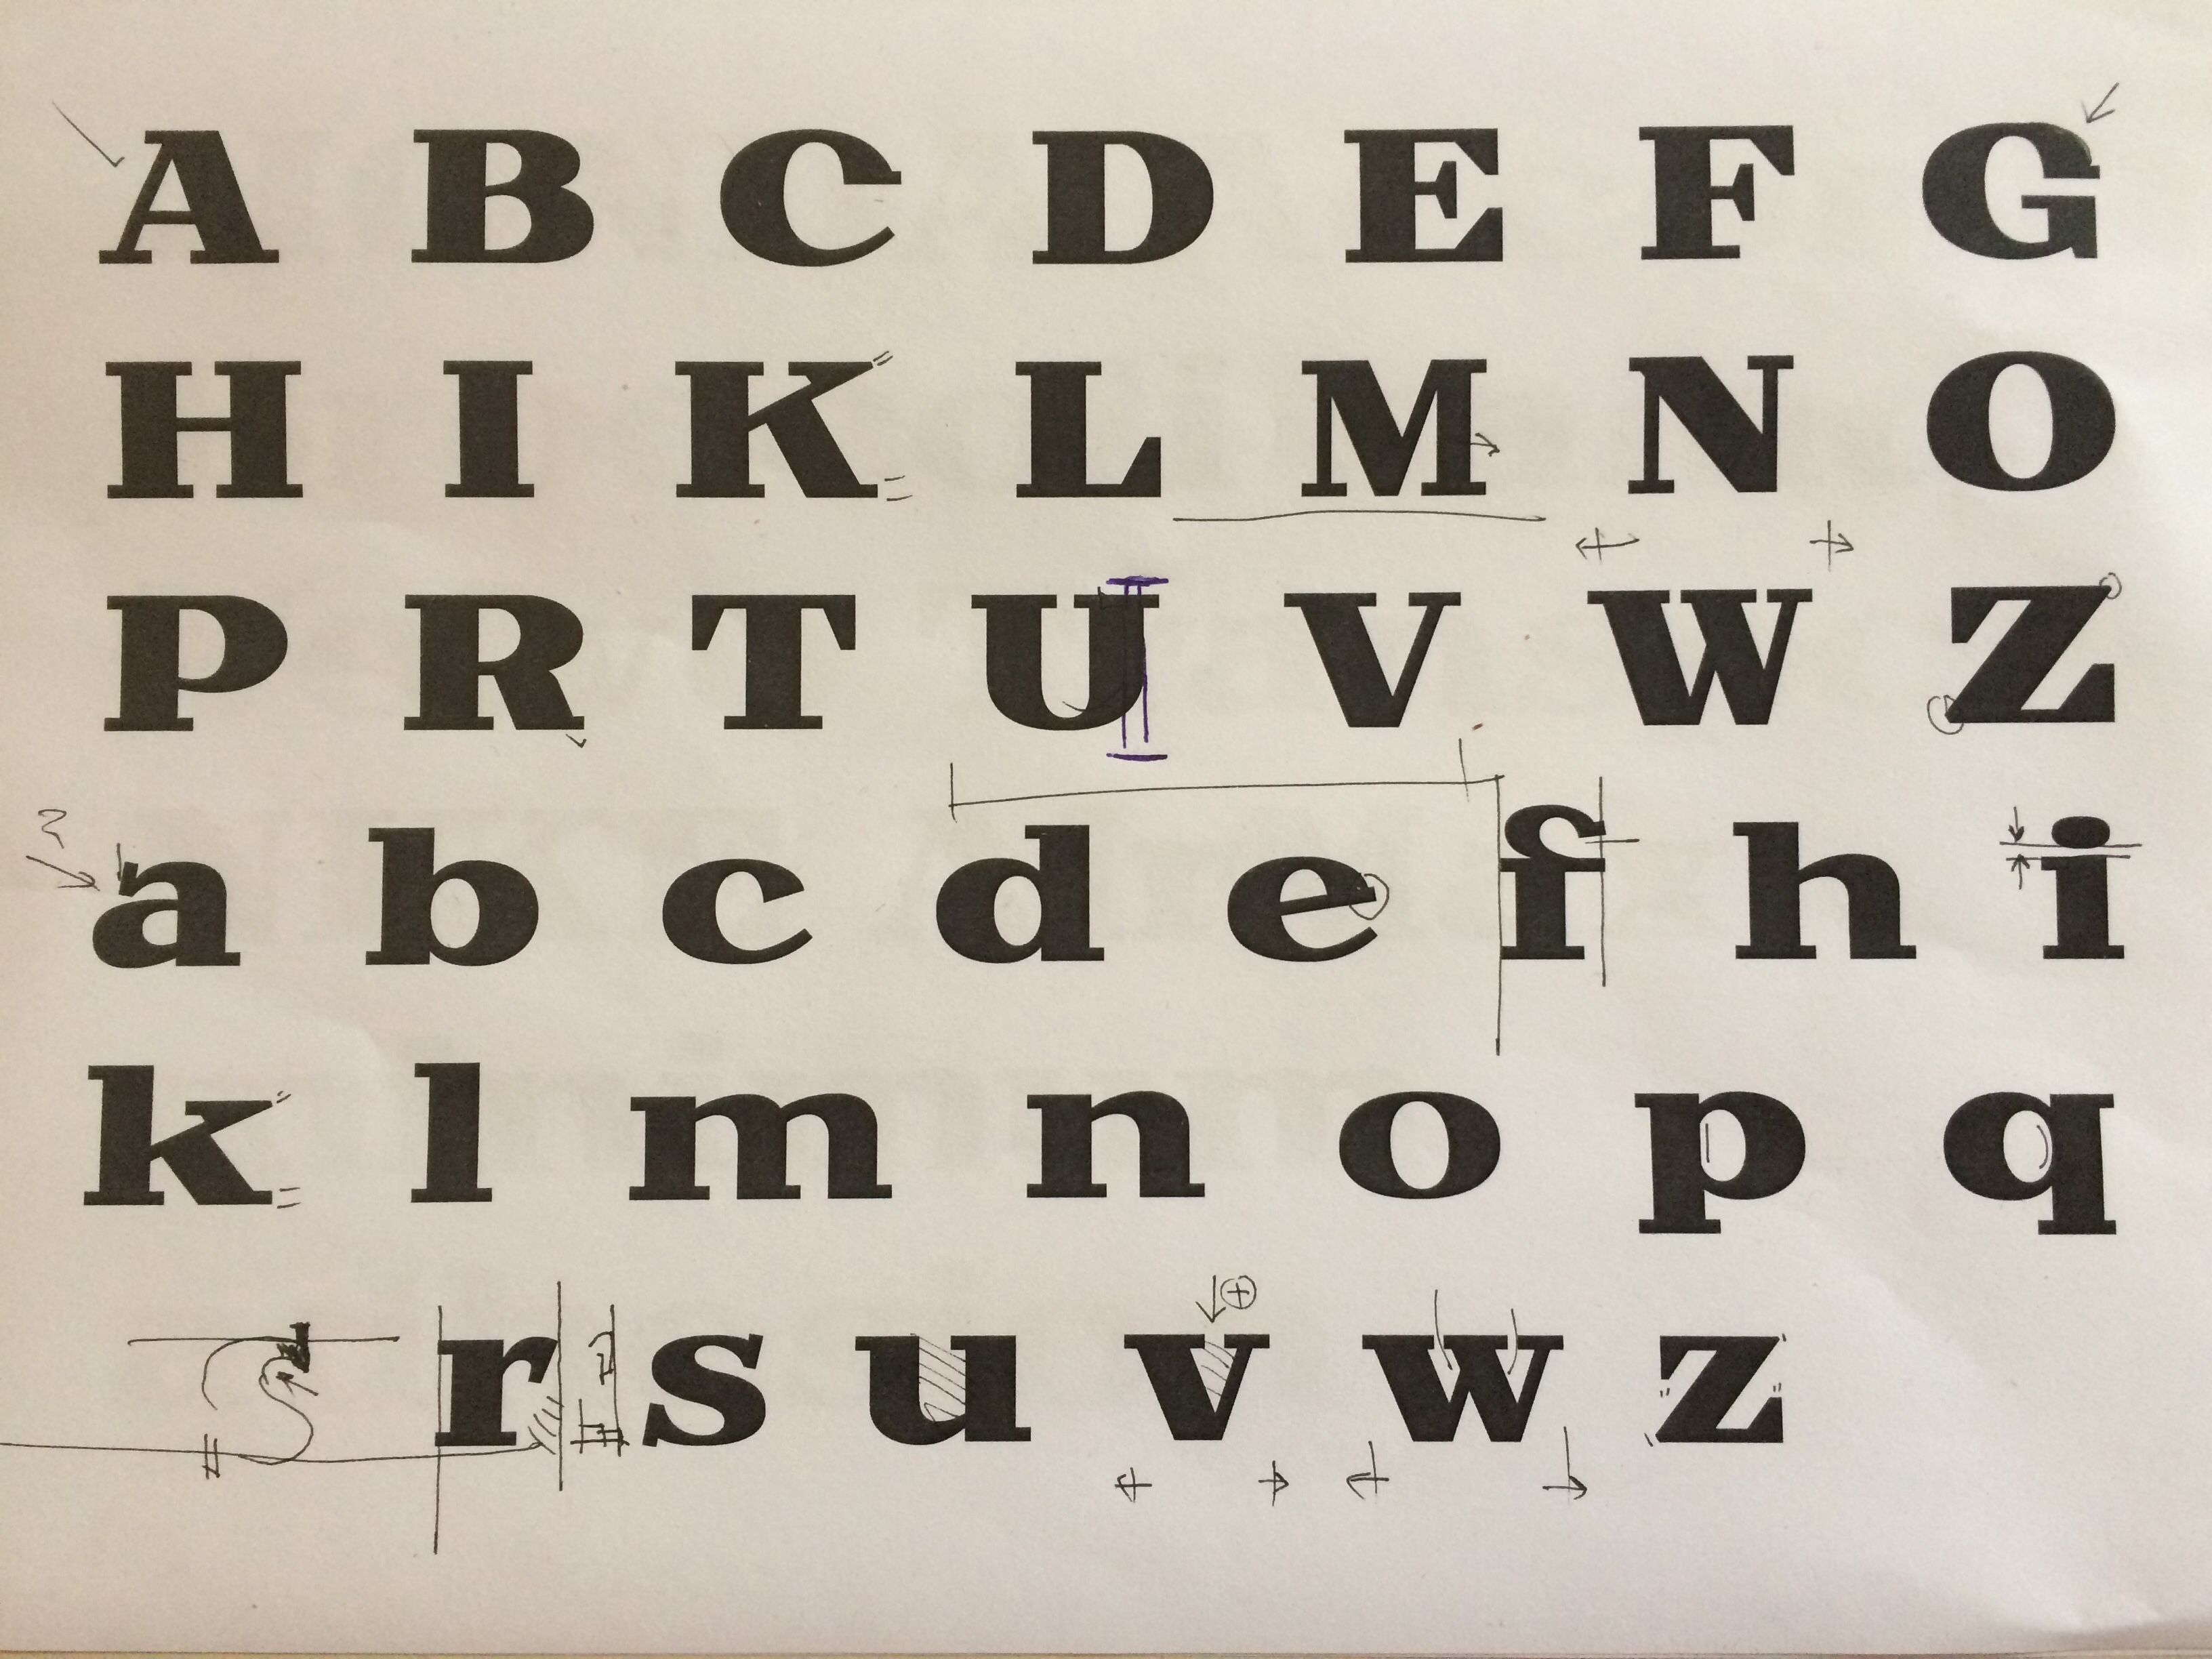 A B C D E F G
H I K L M N O
P R T U V W Z
a b c d e f h i
k l m n o p q
r s u v w z